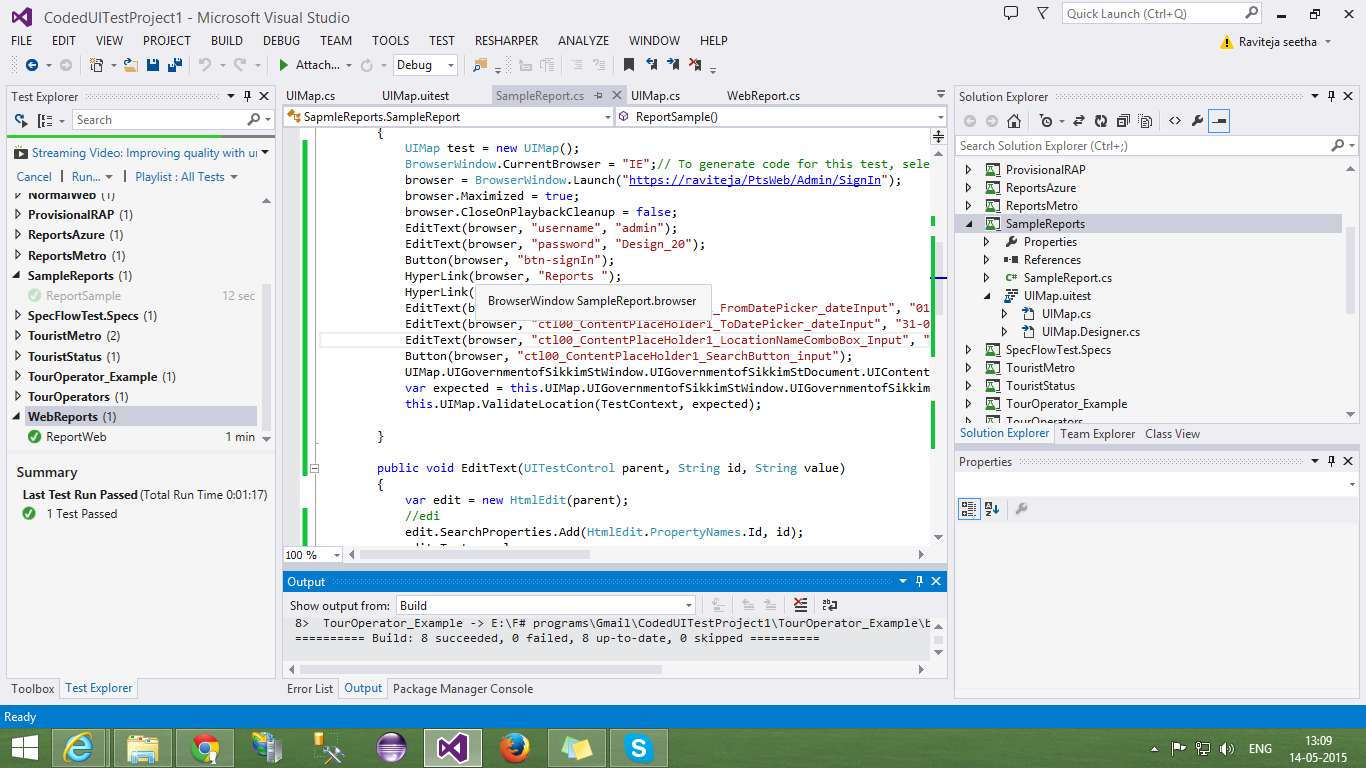 CodedUITestProject1 - Microsoft Visual Studio
Quick Launch (Ctrl+Q)
FILE EDIT VIEW PROJECT BUILD DEBUG TEAM TOOLS TEST RESHARPER ANALYZE WINDOW HELP
Raviteja seetha
Attach... Debug
Test Explorer
Search
Streaming Video: Improving quality with u
Cancel Run... Playlist : All Tests
NormalWeb (1)
ProvisionalRAP (1)
ReportsAzure (1)
ReportsMetro (1)
SampleReports (1)
ReportSample 12 sec
SpecFlowTest.Specs (1)
TouristMetro (2)
TouristStatus (1)
TourOperator_Example (1)
TourOperators (1)
WebReports (1)
ReportWeb 1 min
Summary
Last Test Run Passed (Total Run Time 0:01:17)
1 Test Passed
Toolbox Test Explorer
UIMap.cs UIMap.uitest SampleReport.cs UIMap.cs WebReport.cs
SapmleReports.SampleReport ReportSample()
{
UIMap test = new UIMap();
BrowserWindow.CurrentBrowser = "IE";// To generate code for this test, sele
browser = BrowserWindow.Launch("https://raviteja/PtsWeb/Admin/SignIn");
browser.Maximized = true;
browser.CloseOnPlaybackCleanup = false;
EditText(browser, "username", "admin");
EditText(browser, "password", "Design_20");
Button(browser, "btn-signIn");
HyperLink(browser, "Reports ");
HyperLink(
BrowserWindow SampleReport.browser
EditText(b _FromDatePicker_dateInput", "01
EditText(browser, "ctl00_ContentPlaceHolder1_ToDatePicker_dateInput", "31-0
EditText(browser, "ctl00_ContentPlaceHolder1_LocationNameComboBox_Input", "
Button(browser, "ctl00_ContentPlaceHolder1_SearchButton_input");
UIMap.UIGovernmentofSikkimStWindow.UIGovernmentofSikkimStDocument.UIContent
var expected = this.UIMap.UIGovernmentofSikkimStWindow.UIGovernmentofSikkim
this.UIMap.ValidateLocation(TestContext, expected);
}
public void EditText(UITestControl parent, String id, String value)
{
var edit = new HtmlEdit(parent);
//edi
edit.SearchProperties.Add(HtmlEdit.PropertyNames.Id, id);
100 %
Output
Show output from: Build
8> TourOperator_Example -> E:\F# programs\Gmail\CodedUITestProject1\TourOperator_Example\b
========== Build: 8 succeeded, 0 failed, 8 up-to-date, 0 skipped ==========
Error List Output Package Manager Console
Solution Explorer
Search Solution Explorer (Ctrl+;)
ProvisionalRAP
ReportsAzure
ReportsMetro
SampleReports
Properties
References
C# SampleReport.cs
UIMap.uitest
UIMap.cs
UIMap.Designer.cs
SpecFlowTest.Specs
TouristMetro
TouristStatus
TourOperator_Example
TourOperators
Solution Explorer Team Explorer Class View
Properties
Ready
ENG
13:09
14-05-2015